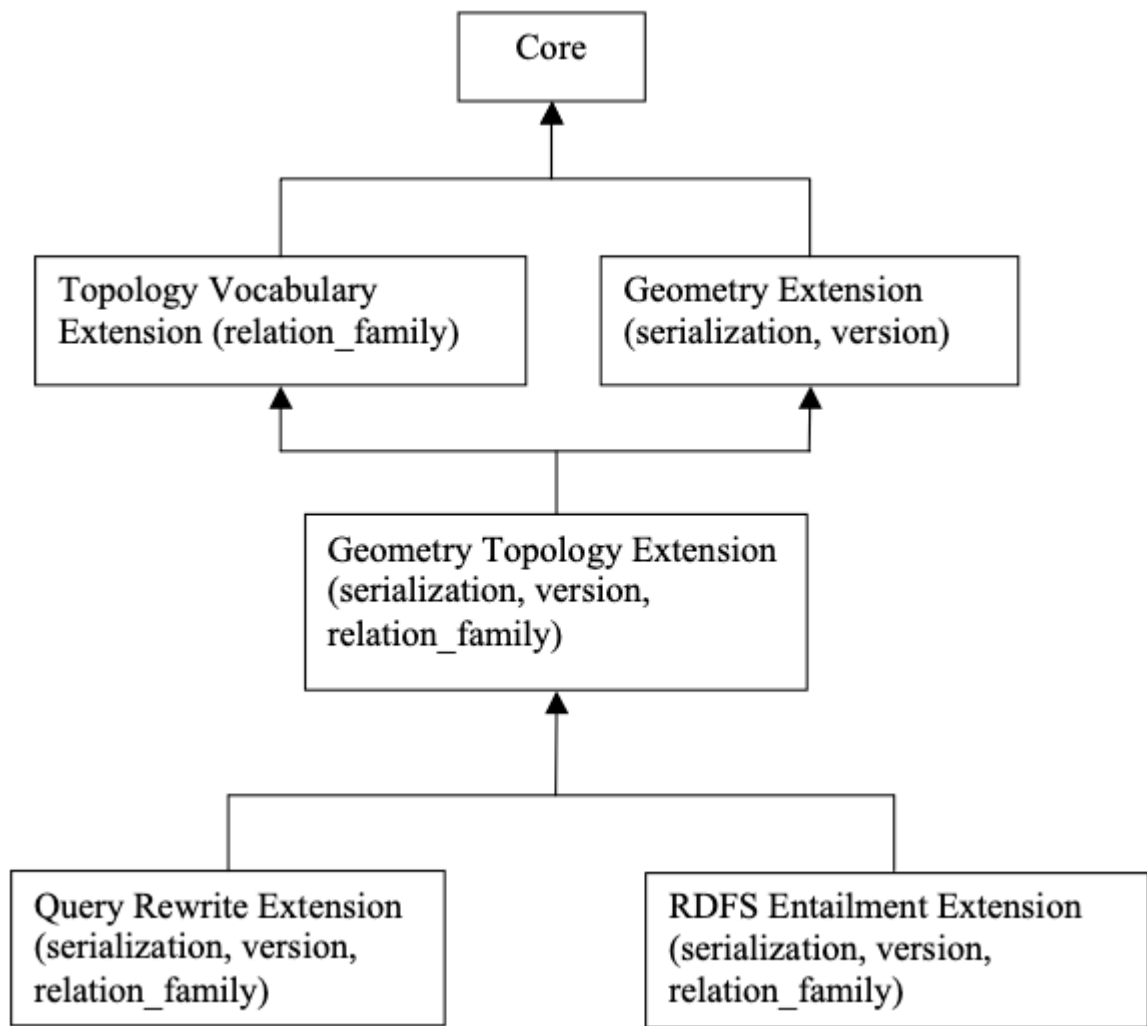 Core
Topology Vocabulary
Extension (relation_family)
Geometry Extension
(serialization, version)
Geometry Topology Extension
(serialization, version,
relation_family)
Query Rewrite Extension
(serialization, version,
relation_family)
RDFS Entailment Extension
(serialization, version,
relation_family)